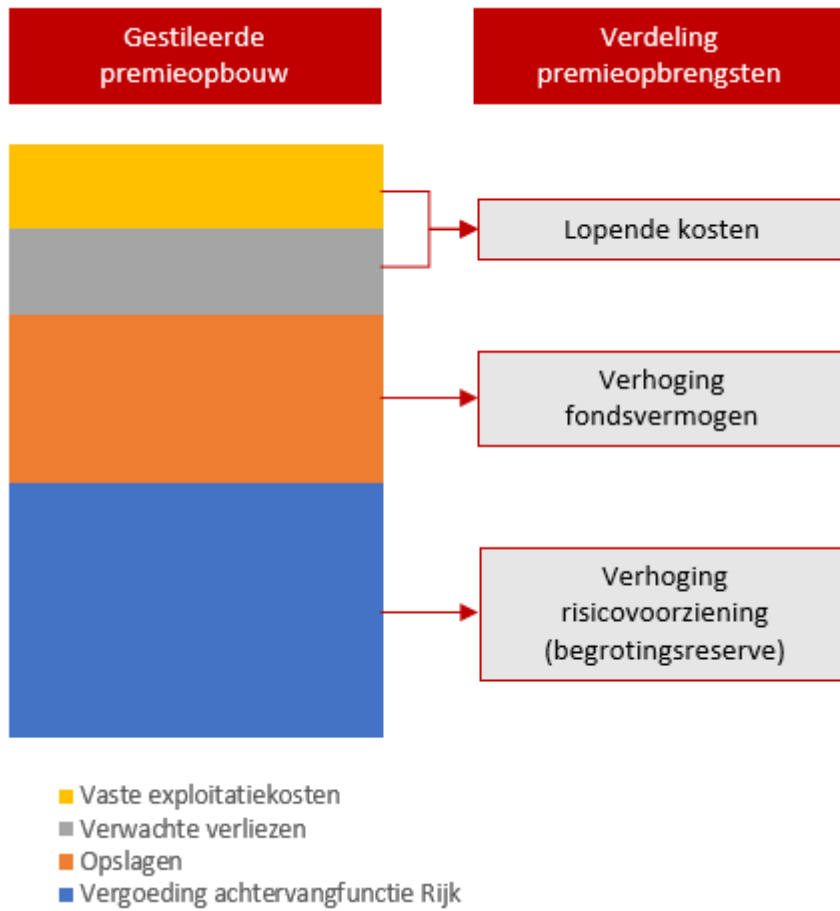 Gestileerde
premieopbouw
Verdeling
premieopbrengsten
Lopende kosten
Verhoging
fondsvermogen
Verhoging
risicovoorziening
(begrotingsreserve)
Vaste exploitatiekosten
Verwachte verliezen
Opslagen
Vergoeding achtervangfunctie Rijk